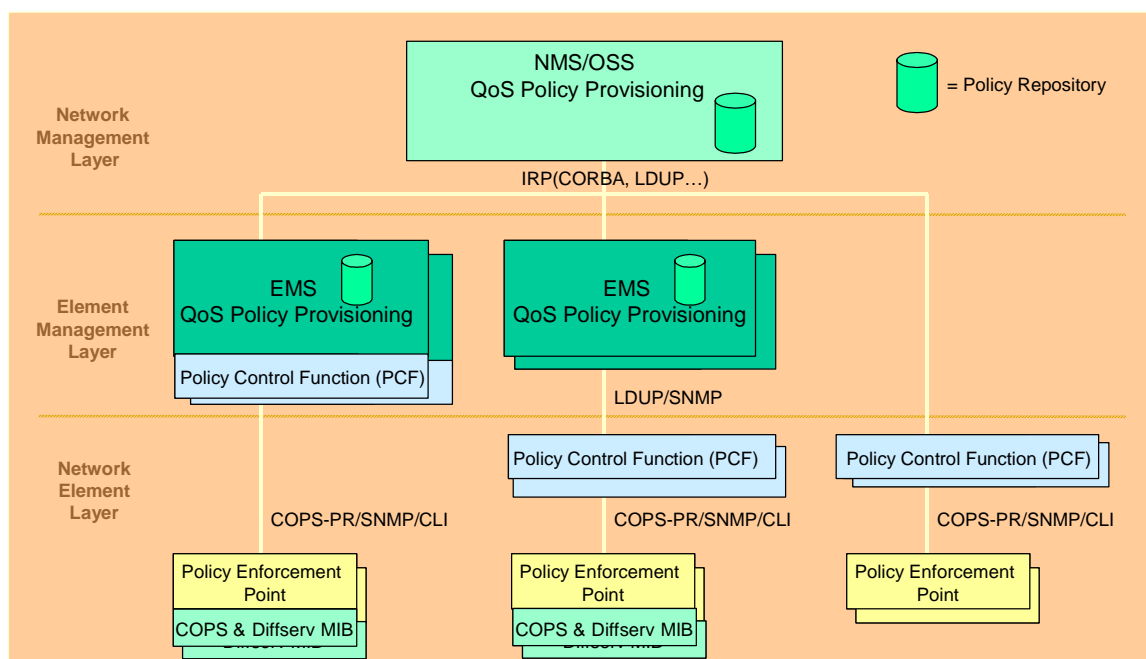 NMS/OSS
QoS Policy Provisioning
= Policy Repository
Network
Management
Layer
IRP(CORBA, LDUP…)
EMS
QoS Policy Provisioning
EMS
QoS Policy Provisioning
Element
Management
Layer
Policy Control Function (PCF)
LDUP/SNMP
Policy Control Function (PCF)
Policy Control Function (PCF)
Network
Element
Layer
COPS-PR/SNMP/CLI
COPS-PR/SNMP/CLI
COPS-PR/SNMP/CLI
Policy Enforcement
Point
COPS & Diffserv MIB
Policy Enforcement
Point
COPS & Diffserv MIB
Policy Enforcement
Point